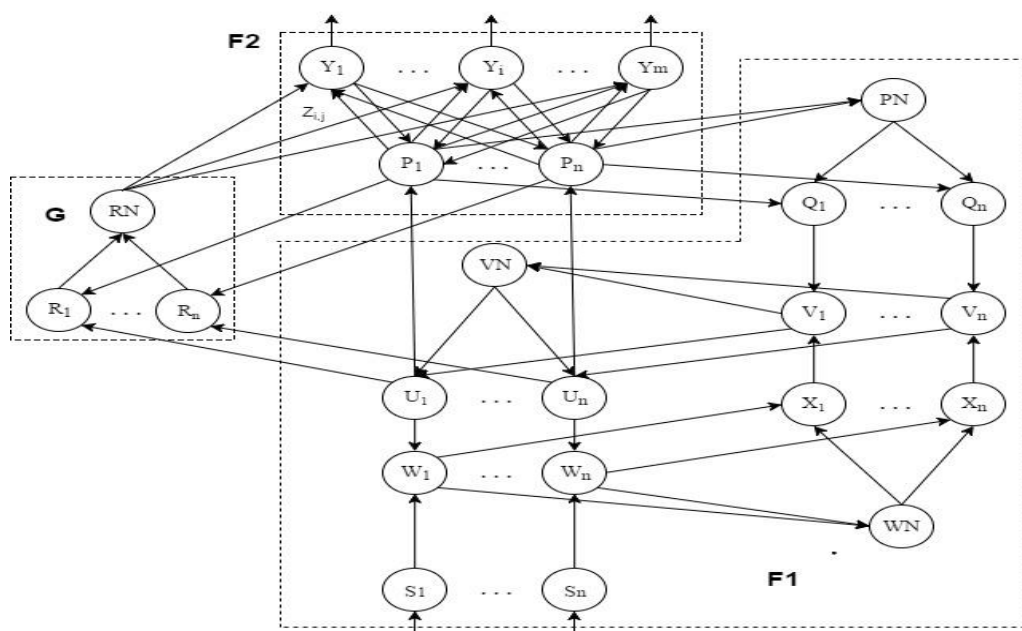 F2
Y1 . . . Yi . . . Ym
PN
Zi,j
P1 . . . Pn
G
RN
Q1 . . . Qn
VN
R1 . . . Rn
V1 . . . Vn
U1 . . . Un
X1 . . . Xn
W1 . . . Wn
WN
F1
S1 . . . Sn